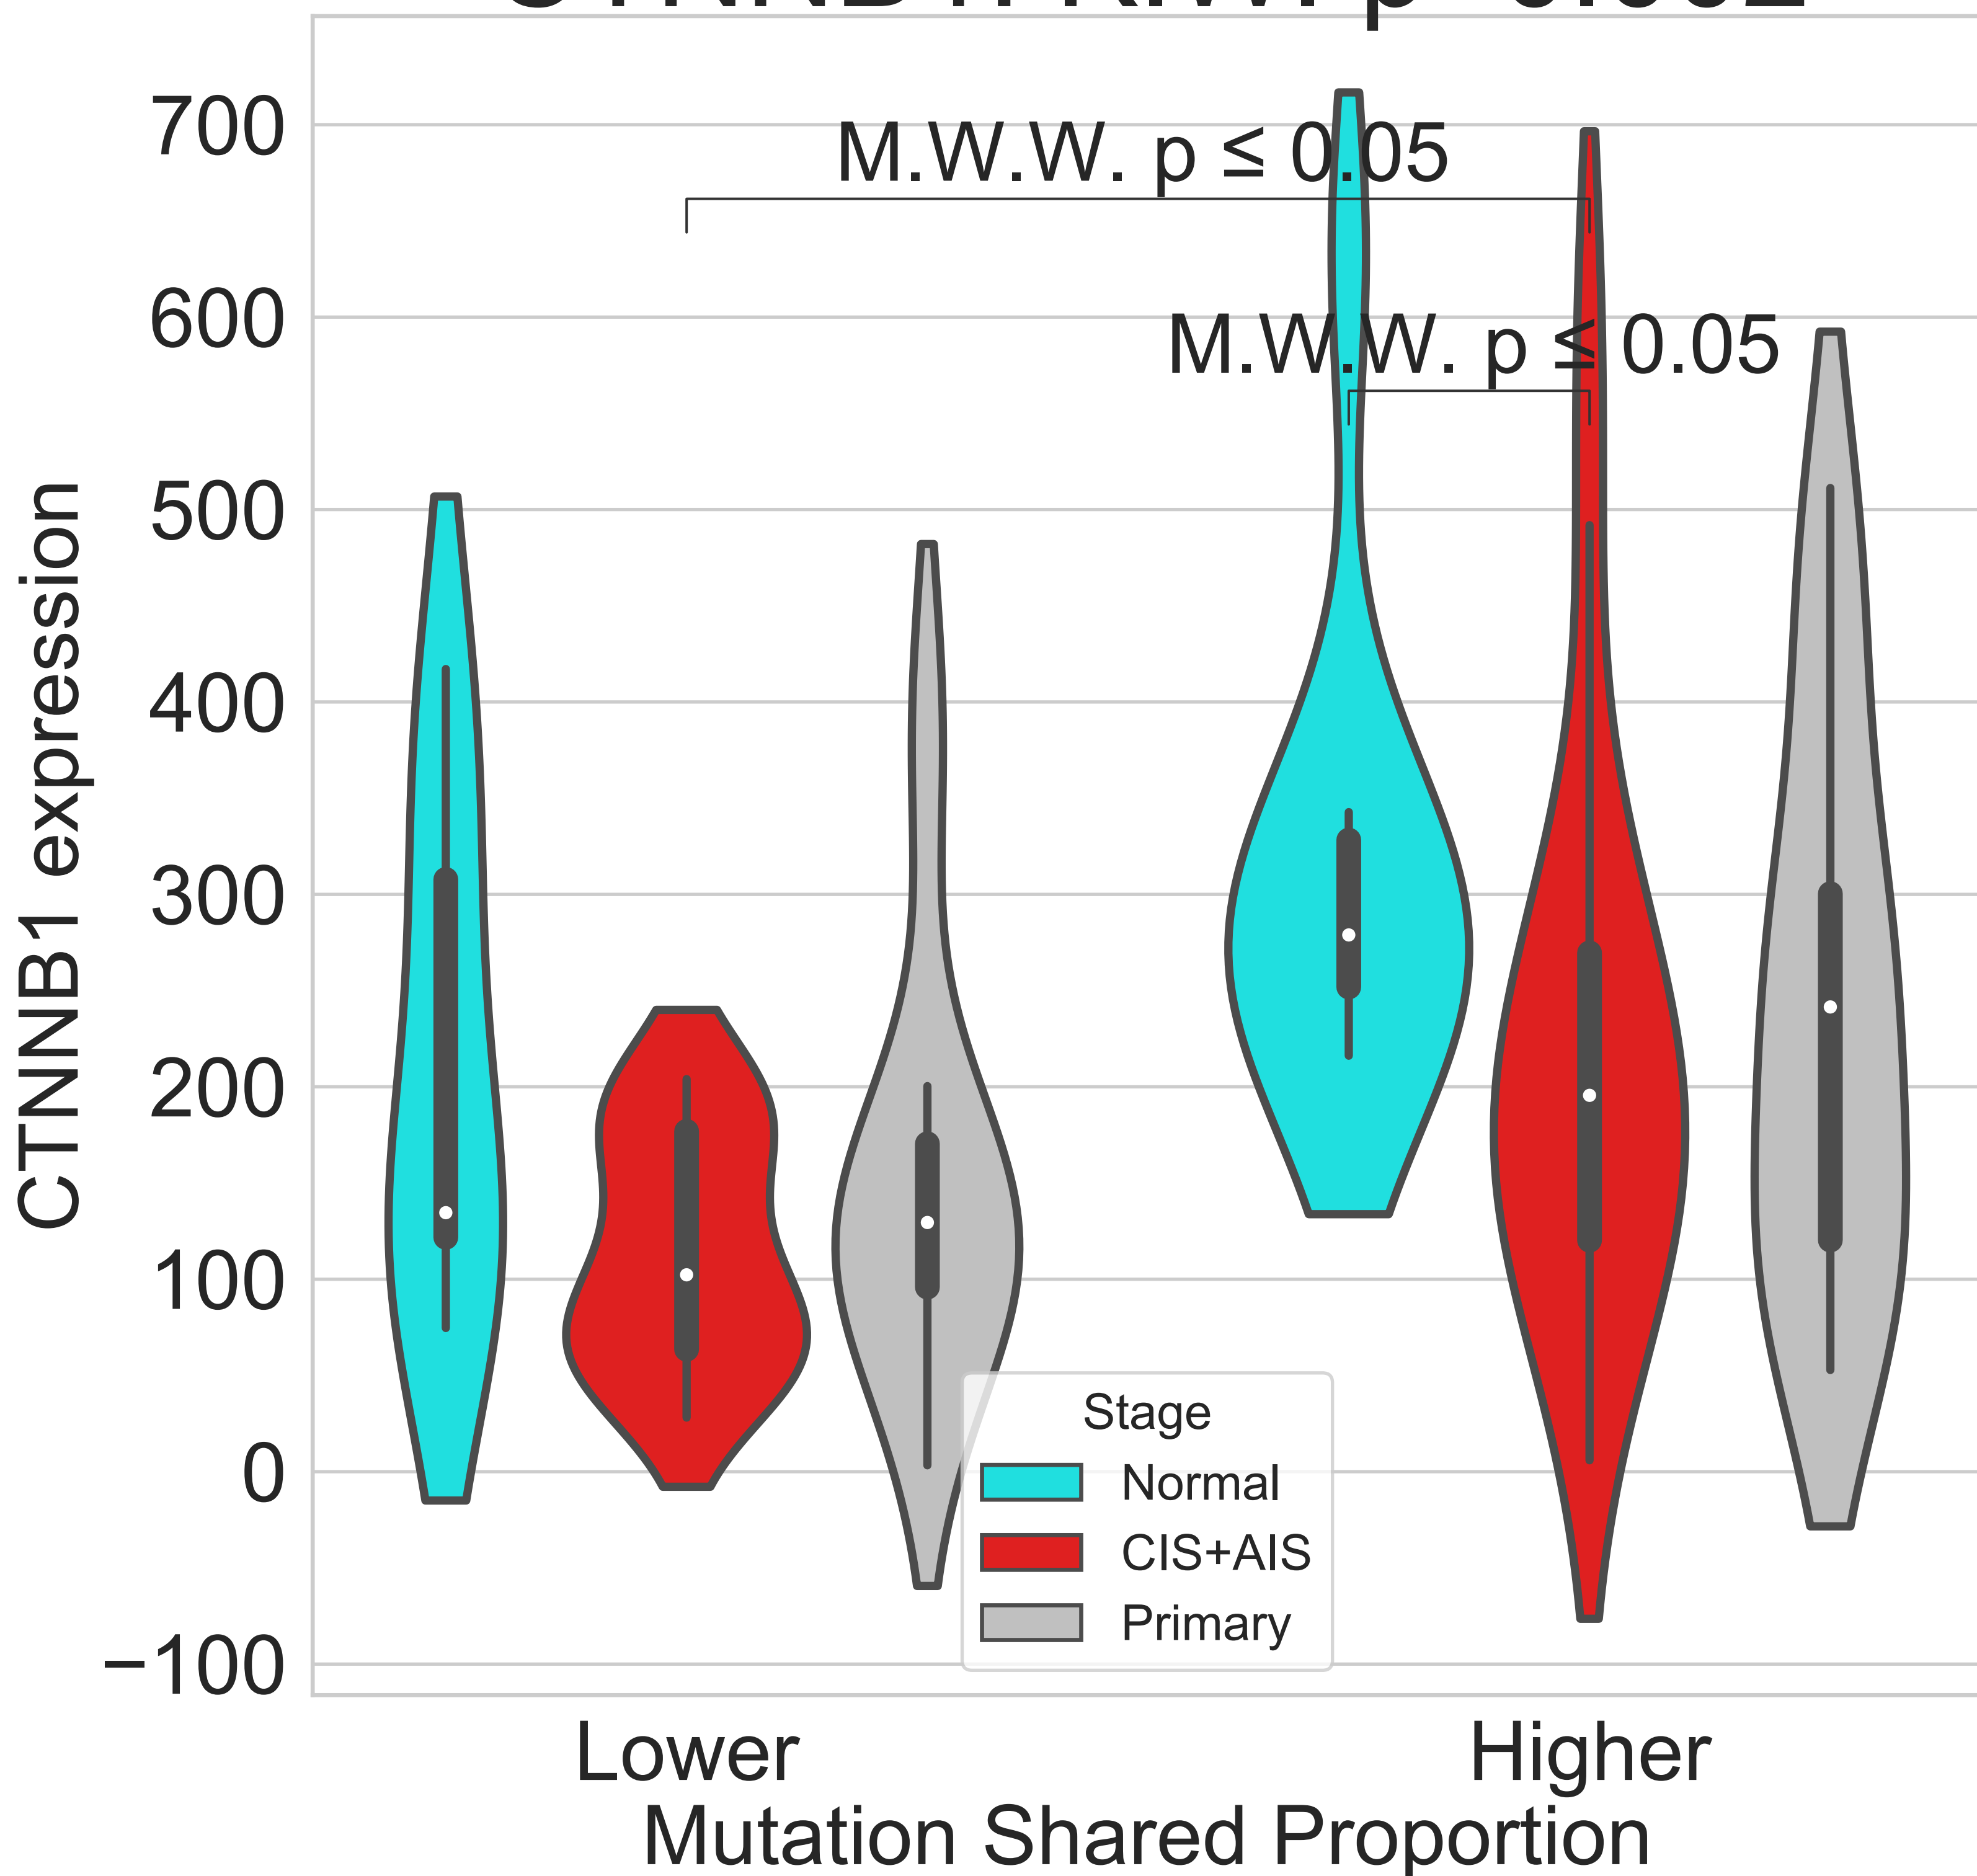 700
M.W.W. p ≤ 0.05
600
M.W.W. p ≤ 0.05
500
400
300
200
100
0
−100
CTNNB1 expression
Stage
Normal
CIS+AIS
Primary
Lower
Higher
Mutation Shared Proportion